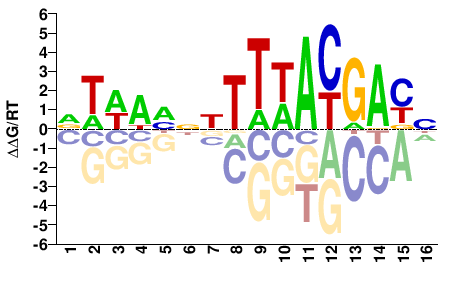 ΔΔG/RT
6
5
4
3
2
1
0
-1
-2
-3
-4
-5
-6
A C
T A C G
A T C G
A T C G
A C G
G
T C
T A C
T A C G
T A C G
A C G T
C T A G
G A C
A T C
C T G A
C A
1 2 3 4 5 6 7 8 9 10 11 12 13 14 15 16